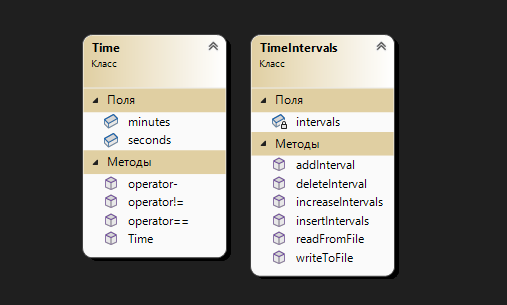 Time
Класс
Поля
minutes
seconds
Методы
operator-
operator!=
operator==
Time
TimeIntervals
Класс
Поля
intervals
Методы
addInterval
deleteInterval
increaseIntervals
insertIntervals
readFromFile
writeToFile